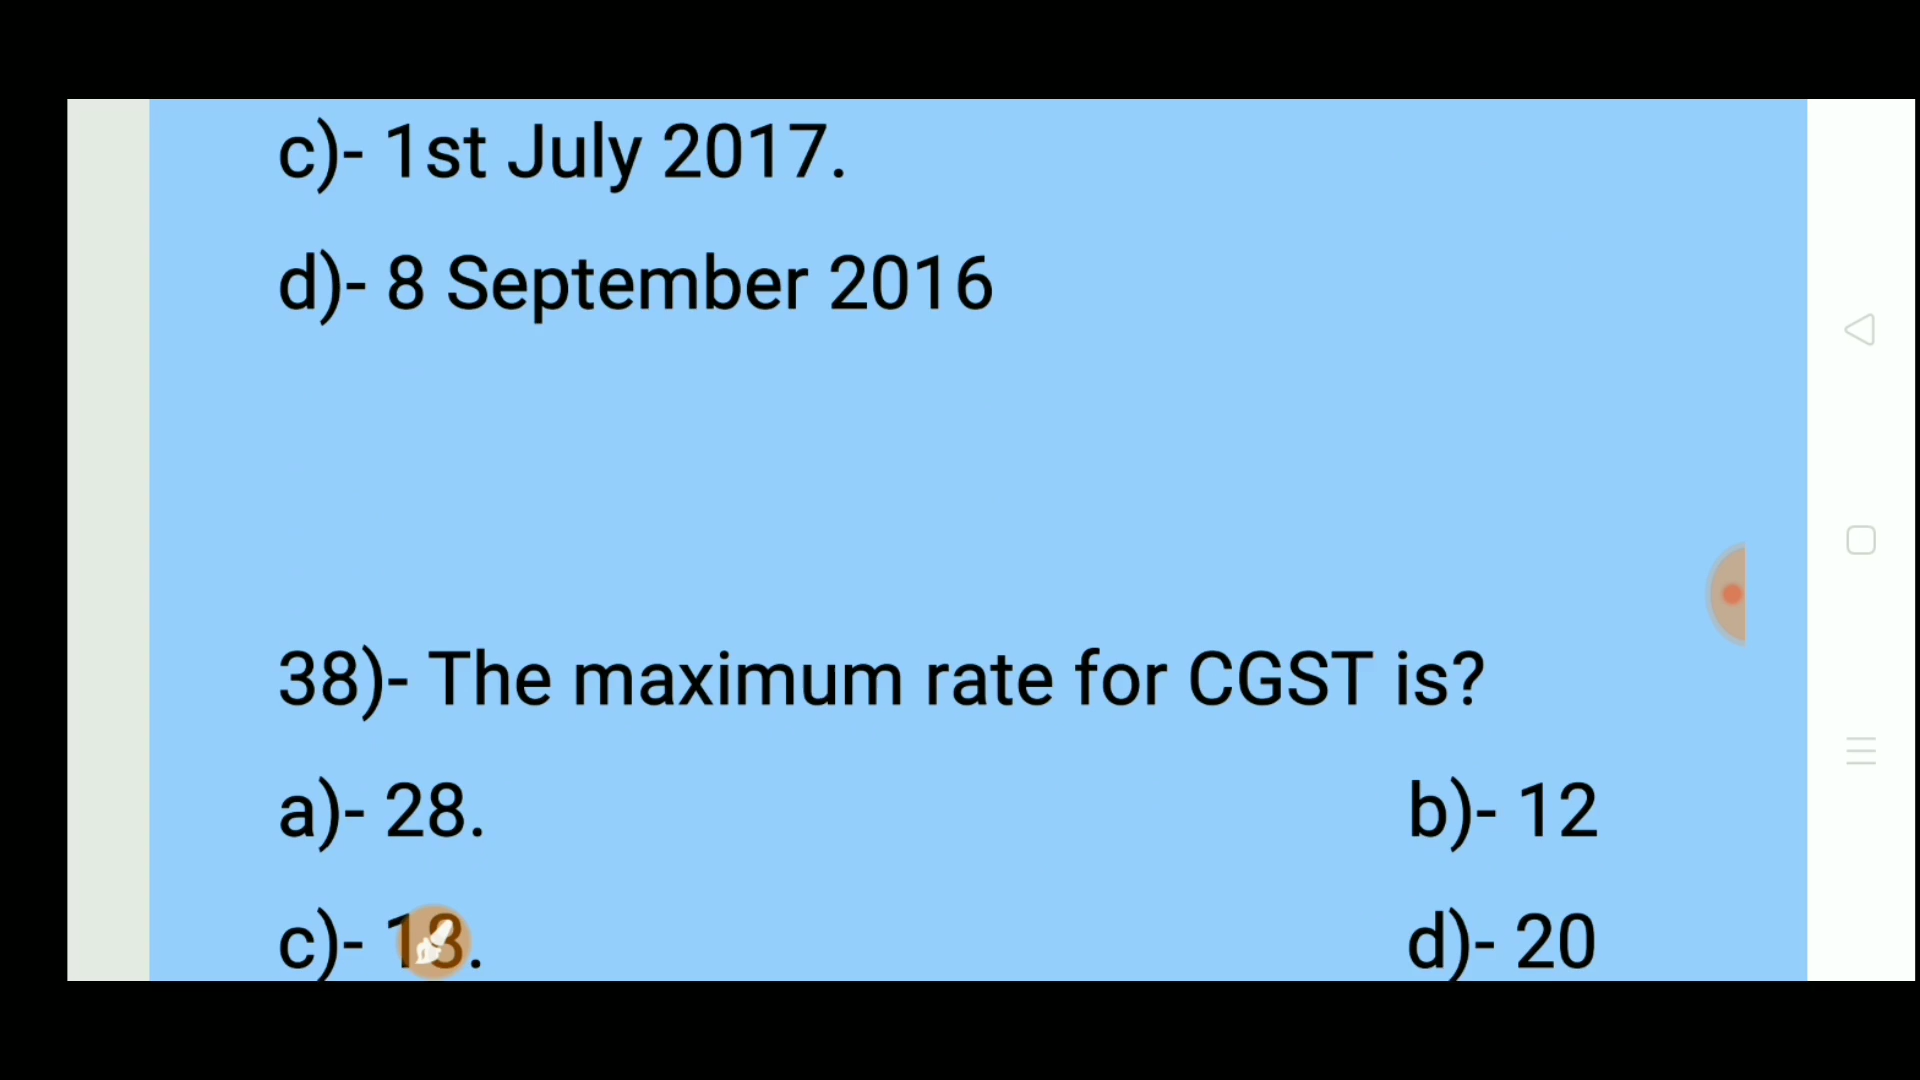 c)- 1st July 2017.
d)- 8 September 2016
38)- The maximum rate for CGST is?
a)- 28.
b)- 12
c)-
d)- 20